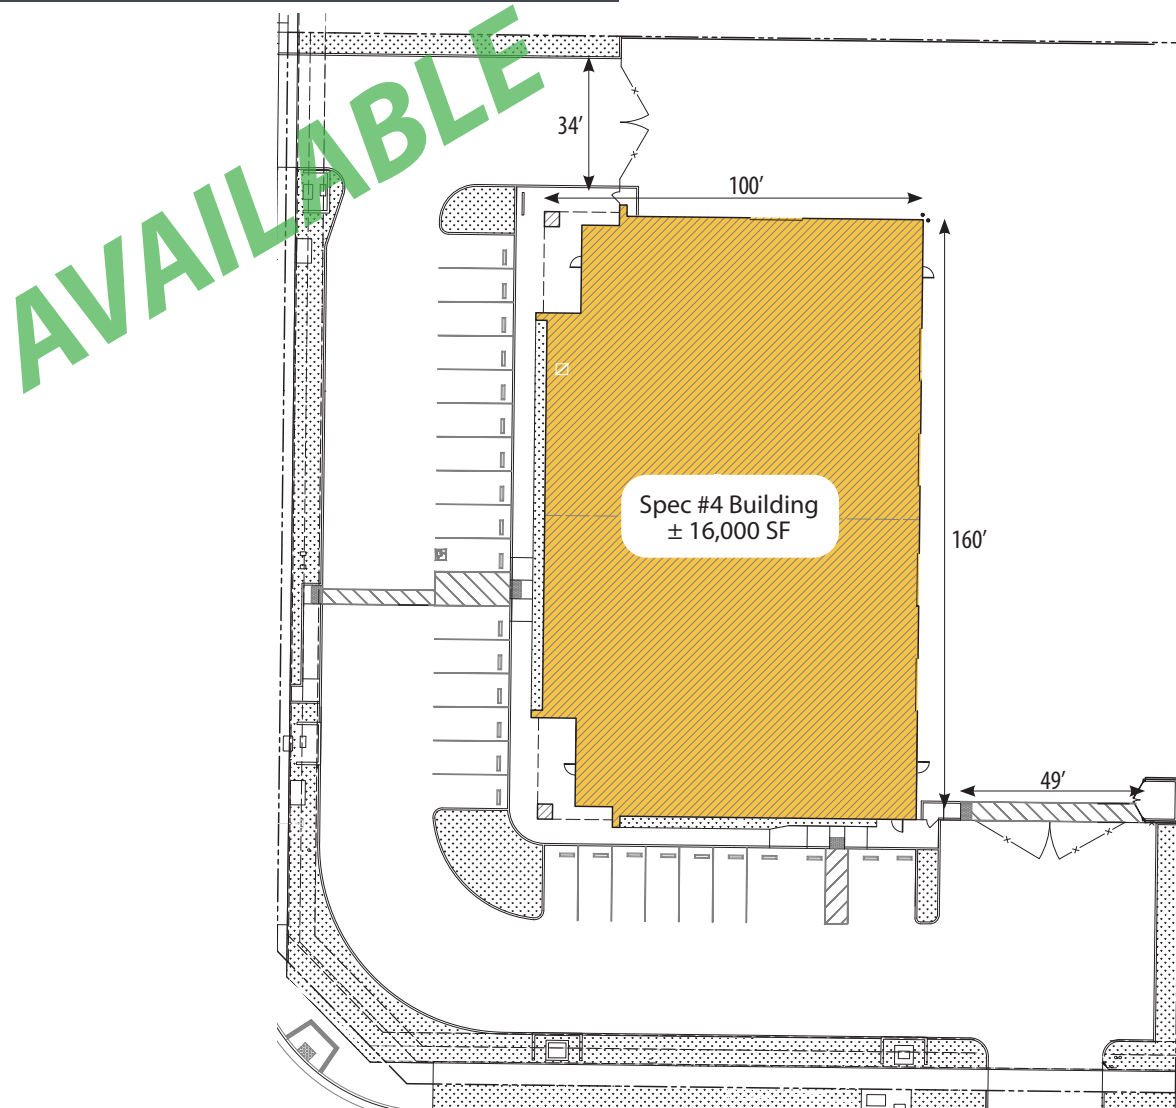 AVAILABLE
34’
100’
Spec #4 Building
± 16,000 SF
160’
49’